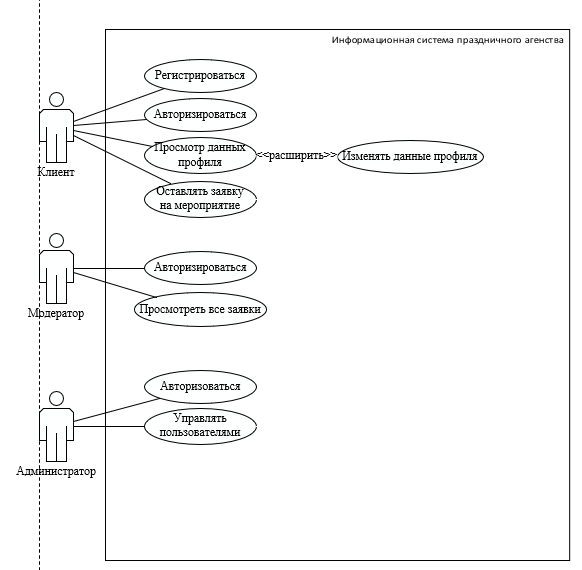 Информационная система праздничного агенства
Регистрироваться
Авторизироваться
Просмотр данных
профиля
<<расширить>>
Изменять данные профиля
Оставлять заявку
на мероприятие
Клиент
Авторизироваться
Просмотреть все заявки
Модератор
Авторизоваться
Управлять
пользователями
Администратор